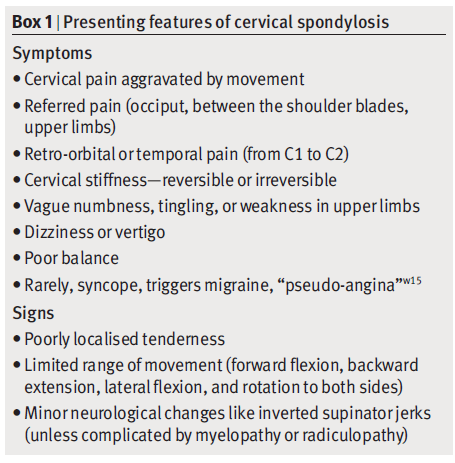 Box 1 | Presenting features of cervical spondylosis
Symptoms
• Cervical pain aggravated by movement
• Referred pain (occiput, between the shoulder blades,
upper limbs)
• Retro-orbital or temporal pain (from C1 to C2)
• Cervical stiffness—reversible or irreversible
• Vague numbness, tingling, or weakness in upper limbs
• Dizziness or vertigo
• Poor balance
• Rarely, syncope, triggers migraine, “pseudo-angina”w15
Signs
• Poorly localised tenderness
• Limited range of movement (forward flexion, backward
extension, lateral flexion, and rotation to both sides)
• Minor neurological changes like inverted supinator jerks
(unless complicated by myelopathy or radiculopathy)